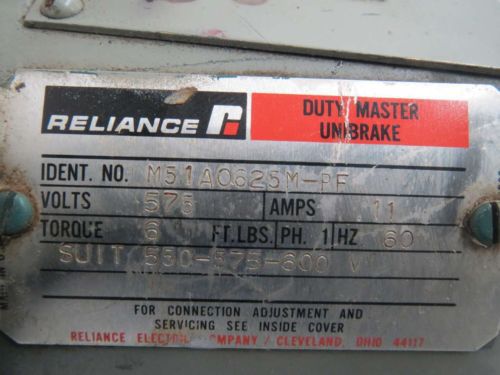 RELIANCE
DUTY MASTER
UNIBRAKE
IDENT. NO. M51A0625M-PF
VOLTS 575 AMPS 11
TORQUE 6 FT.LBS. PH. 1 HZ 60
SUIT 550-575-600 V
FOR CONNECTION ADJUSTMENT AND
SERVICING SEE INSIDE COVER
RELIANCE ELECTRIC COMPANY / CLEVELAND, OHIO 44117